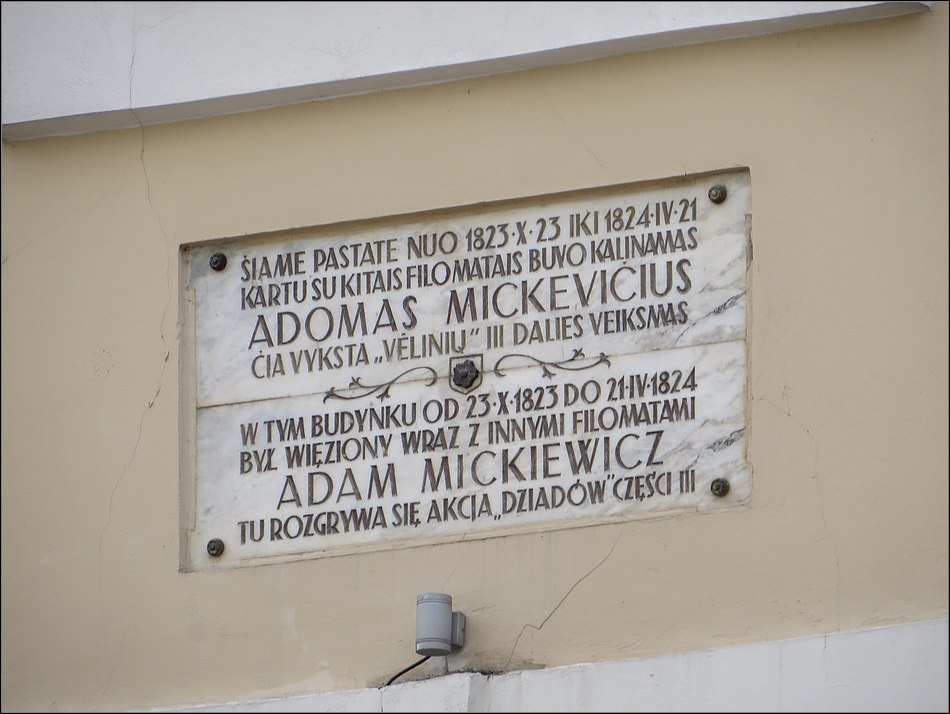 ŠIAME PASTATE NUO 1823·X·23 IKI 1824·IV·21
KARTU SU KITAIS FILOMATAIS BUVO KALINAMAS
ADOMAS MICKEVIČIUS
ČIA VYKSTA „VĖLINIŲ” III DALIES VEIKSMAS
W TYM BUDYNKU OD 23·X·1823 DO 21·IV·1824
BYŁ WIĘZIONY WRAZ Z INNYMI FILOMATAMI
ADAM MICKIEWICZ
TU ROZGRYWA SIĘ AKCJA „DZIADÓW” CZĘŚCI III